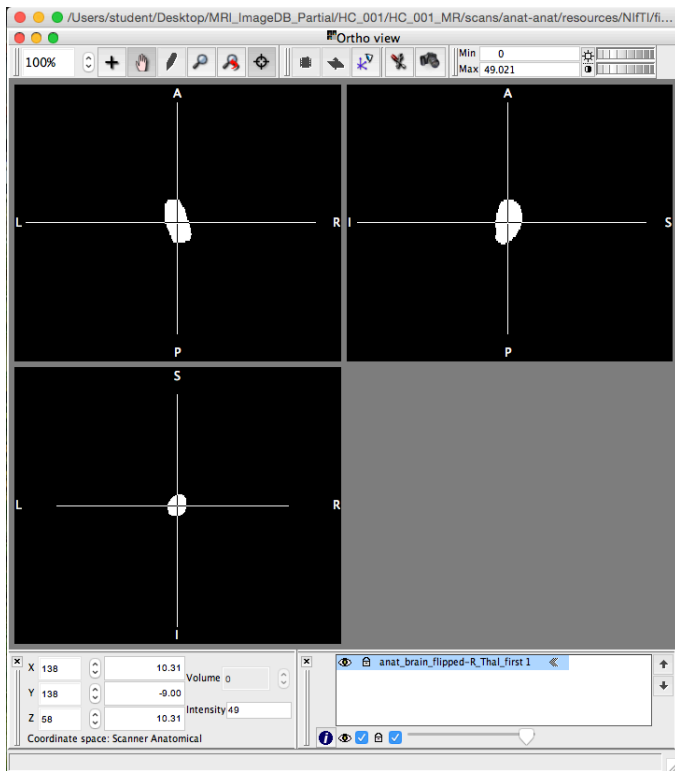 /Users/student/Desktop/MRI_ImageDB_Partial/HC_001/HC_001_MR/scans/anat-anat/resources/NIfTI/fi...
Ortho view
100%
Min 0
Max 49.021
A
A
L
R
I
S
P
P
S
L
R
I
X 138 10.31
Volume 0
Y 138 -9.00
Intensity 49
Z 58 10.31
Coordinate space: Scanner Anatomical
anat_brain_flipped-R_Thal_first 1